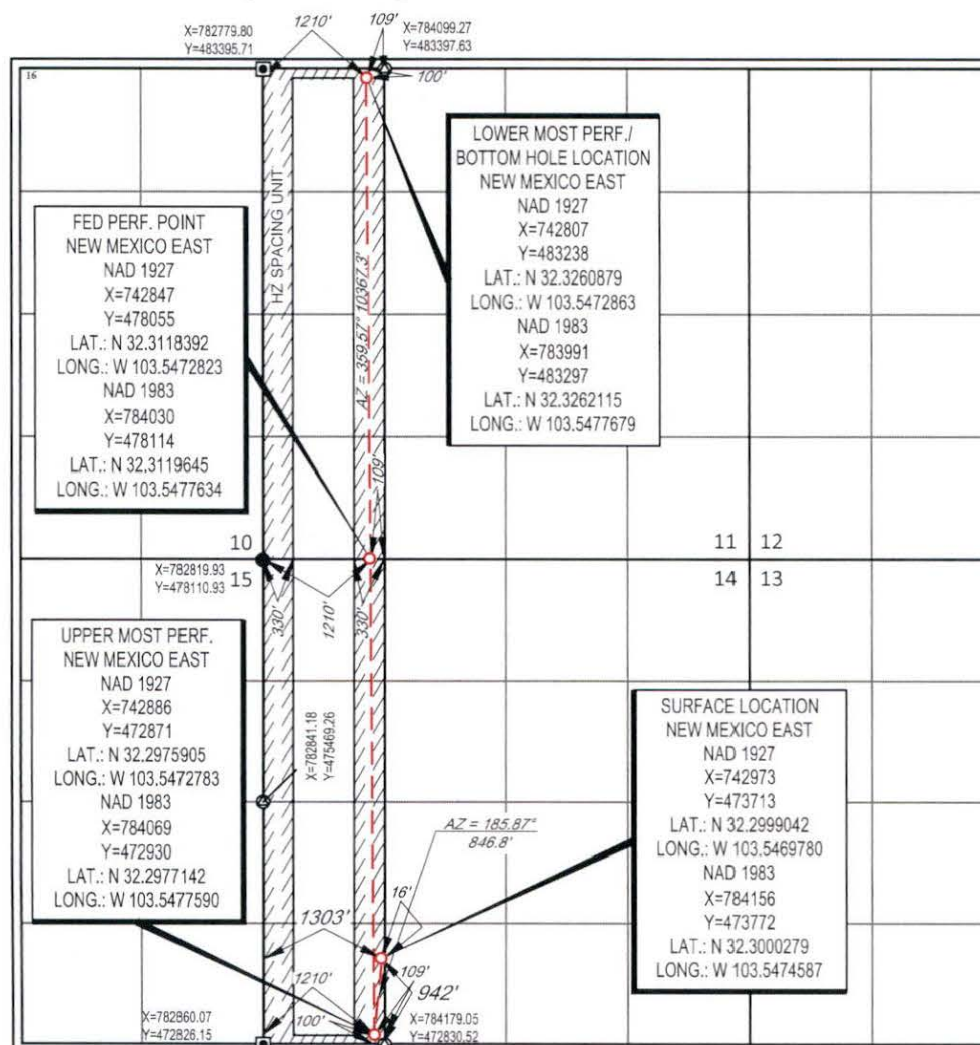 X=782779.80
Y=483395.71
1210'
109'
X=784099.27
Y=483397.63
16
100'
LOWER MOST PERF./
BOTTOM HOLE LOCATION
NEW MEXICO EAST
NAD 1927
X=742807
Y=483238
LAT.: N 32.3260879
LONG.: W 103.5472863
NAD 1983
X=783991
Y=483297
LAT.: N 32.3262115
LONG.: W 103.5477679
HZ SPACING UNIT
AZ = 359.57° 10367.3'
FED PERF. POINT
NEW MEXICO EAST
NAD 1927
X=742847
Y=478055
LAT.: N 32.3118392
LONG.: W 103.5472823
NAD 1983
X=784030
Y=478114
LAT.: N 32.3119645
LONG.: W 103.5477634
109'
10
11
12
X=782819.93
Y=478110.93
15
14
13
330'
1210'
330'
UPPER MOST PERF.
NEW MEXICO EAST
NAD 1927
X=742886
Y=472871
LAT.: N 32.2975905
LONG.: W 103.5472783
NAD 1983
X=784069
Y=472930
LAT.: N 32.2977142
LONG.: W 103.5477590
X=782841.18
Y=475469.26
SURFACE LOCATION
NEW MEXICO EAST
NAD 1927
X=742973
Y=473713
LAT.: N 32.2999042
LONG.: W 103.5469780
NAD 1983
X=784156
Y=473772
LAT.: N 32.3000279
LONG.: W 103.5474587
AZ = 185.87°
846.8'
16'
1303'
109'
1210'
942'
100'
X=782860.07
Y=472826.15
X=784179.05
Y=472830.52